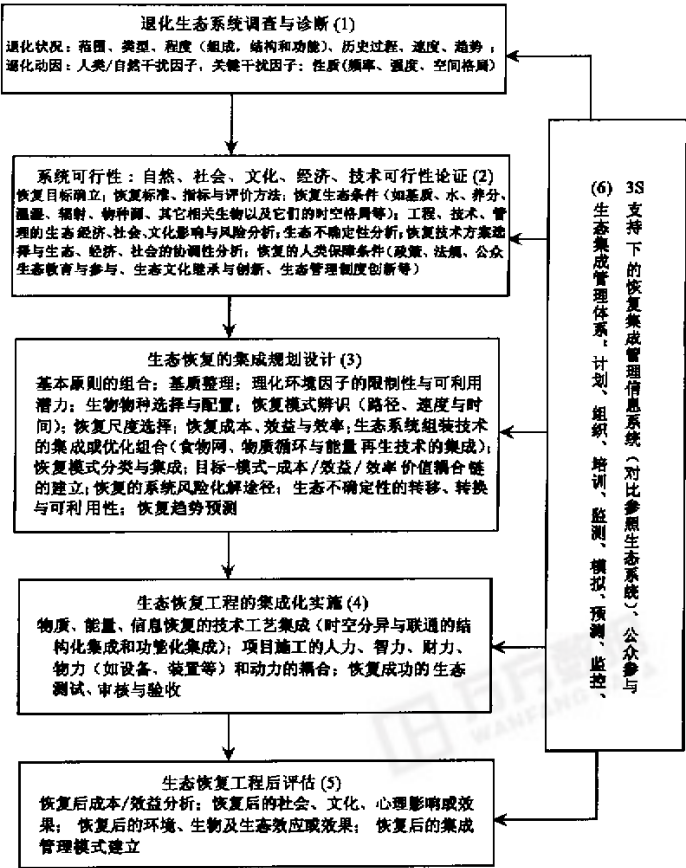 退化生态系统调查与诊断 (1)
退化状况：范围、类型、程度（组成，结构和功能）、历史过程、速度、趋势；
退化动因：人类/自然干扰因子，关键干扰因子：性质(频率、强度、空间格局)
系统可行性：自然、社会、文化、经济、技术可行性论证 (2)
恢复目标确立；恢复标准、指标与评价方法；恢复生态条件（如基质、水、养分、
温湿、辐射、物种源、其它相关生物以及它们的时空格局等）；工程、技术、管
理的生态经济、社会、文化影响与风险分析；生态不确定性分析；恢复技术方案选
择与生态、经济、社会的协调性分析；恢复的人类保障条件（政策、法规、公众
生态教育与参与、生态文化继承与创新、生态管理制度创新等）
生态恢复的集成规划设计 (3)
基本原则的组合；基质整理；理化环境因子的限制性与可利用
潜力；生物物种选择与配置；恢复模式辨识（路径、速度与时
间）；恢复尺度选择；恢复成本、效益与效率；生态系统组装技术
的集成或优化组合（食物网、物质循环与能量再生技术的集成）；
恢复模式分类与集成；目标-模式-成本/效益/效率价值耦合链
的建立；恢复的系统风险化解途径；生态不确定性的转移、转换
与可利用性；恢复趋势预测
生态恢复工程的集成化实施 (4)
物质、能量、信息恢复的技术工艺集成（时空分异与联通的结
构化集成和功能化集成）；项目施工的人力、智力、财力、
物力（如设备、装置等）和动力的耦合；恢复成功的生态
测试、审核与验收
生态恢复工程后评估 (5)
恢复后成本/效益分析；恢复后的社会、文化、心理影响或效
果； 恢复后的环境、生物及生态效应或效果； 恢复后的集成
管理模式建立
3S 支持下的恢复集成管理信息系统（对比参照生态系统）、公众参与、
(6) 生态集成管理体系：计划、组织、培训、监测、模拟、预测、监控、
万方数据
WANFANG DATA